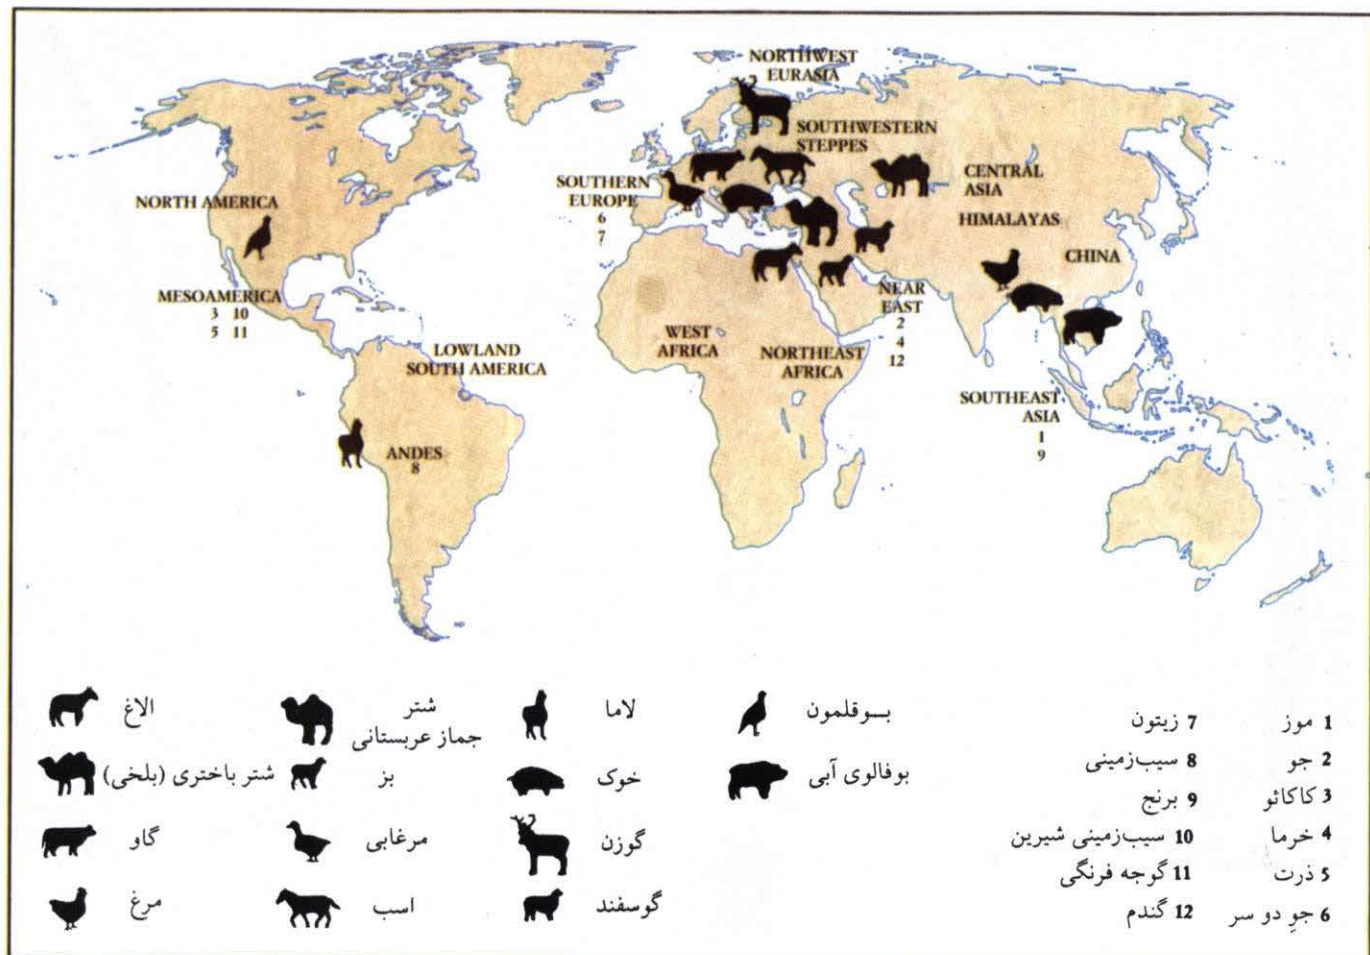 NORTHWEST
EURASIA
SOUTHWESTERN
STEPPES
CENTRAL
ASIA
SOUTHERN
EUROPE
6
7
NORTH AMERICA
HIMALAYAS
CHINA
MESOAMERICA
3 10
5 11
NEAR
EAST
2
4
12
WEST
AFRICA
NORTHEAST
AFRICA
LOWLAND
SOUTH AMERICA
SOUTHEAST
ASIA
1
9
ANDES
8
1 موز
2 جو
3 کاکائو
4 خرما
5 ذرت
6 جوِ دو سر
7 زیتون
8 سیب‌زمینی
9 برنج
10 سیب‌زمینی شیرین
11 گوجه فرنگی
12 گندم
بــوقلمون
بوفالوی آبی
لاما
خوک
گوزن
گوسفند
شتر
جماز عربستانی
بز
مرغابی
اسب
الاغ
شتر باختری (بلخی)
گاو
مرغ